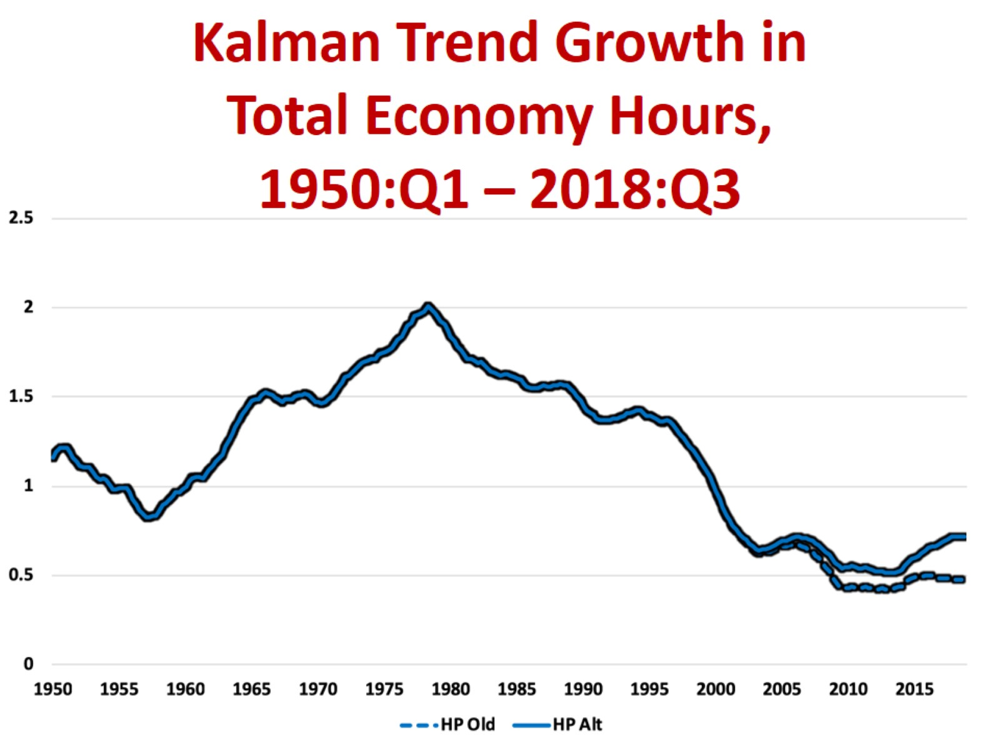 Kalman Trend Growth in
Total Economy Hours,
1950:Q1 – 2018:Q3
2.5
2
1.5
1
0.5
0
1950 1955 1960 1965 1970 1975 1980 1985 1990 1995 2000 2005 2010 2015
HP Old HP Alt